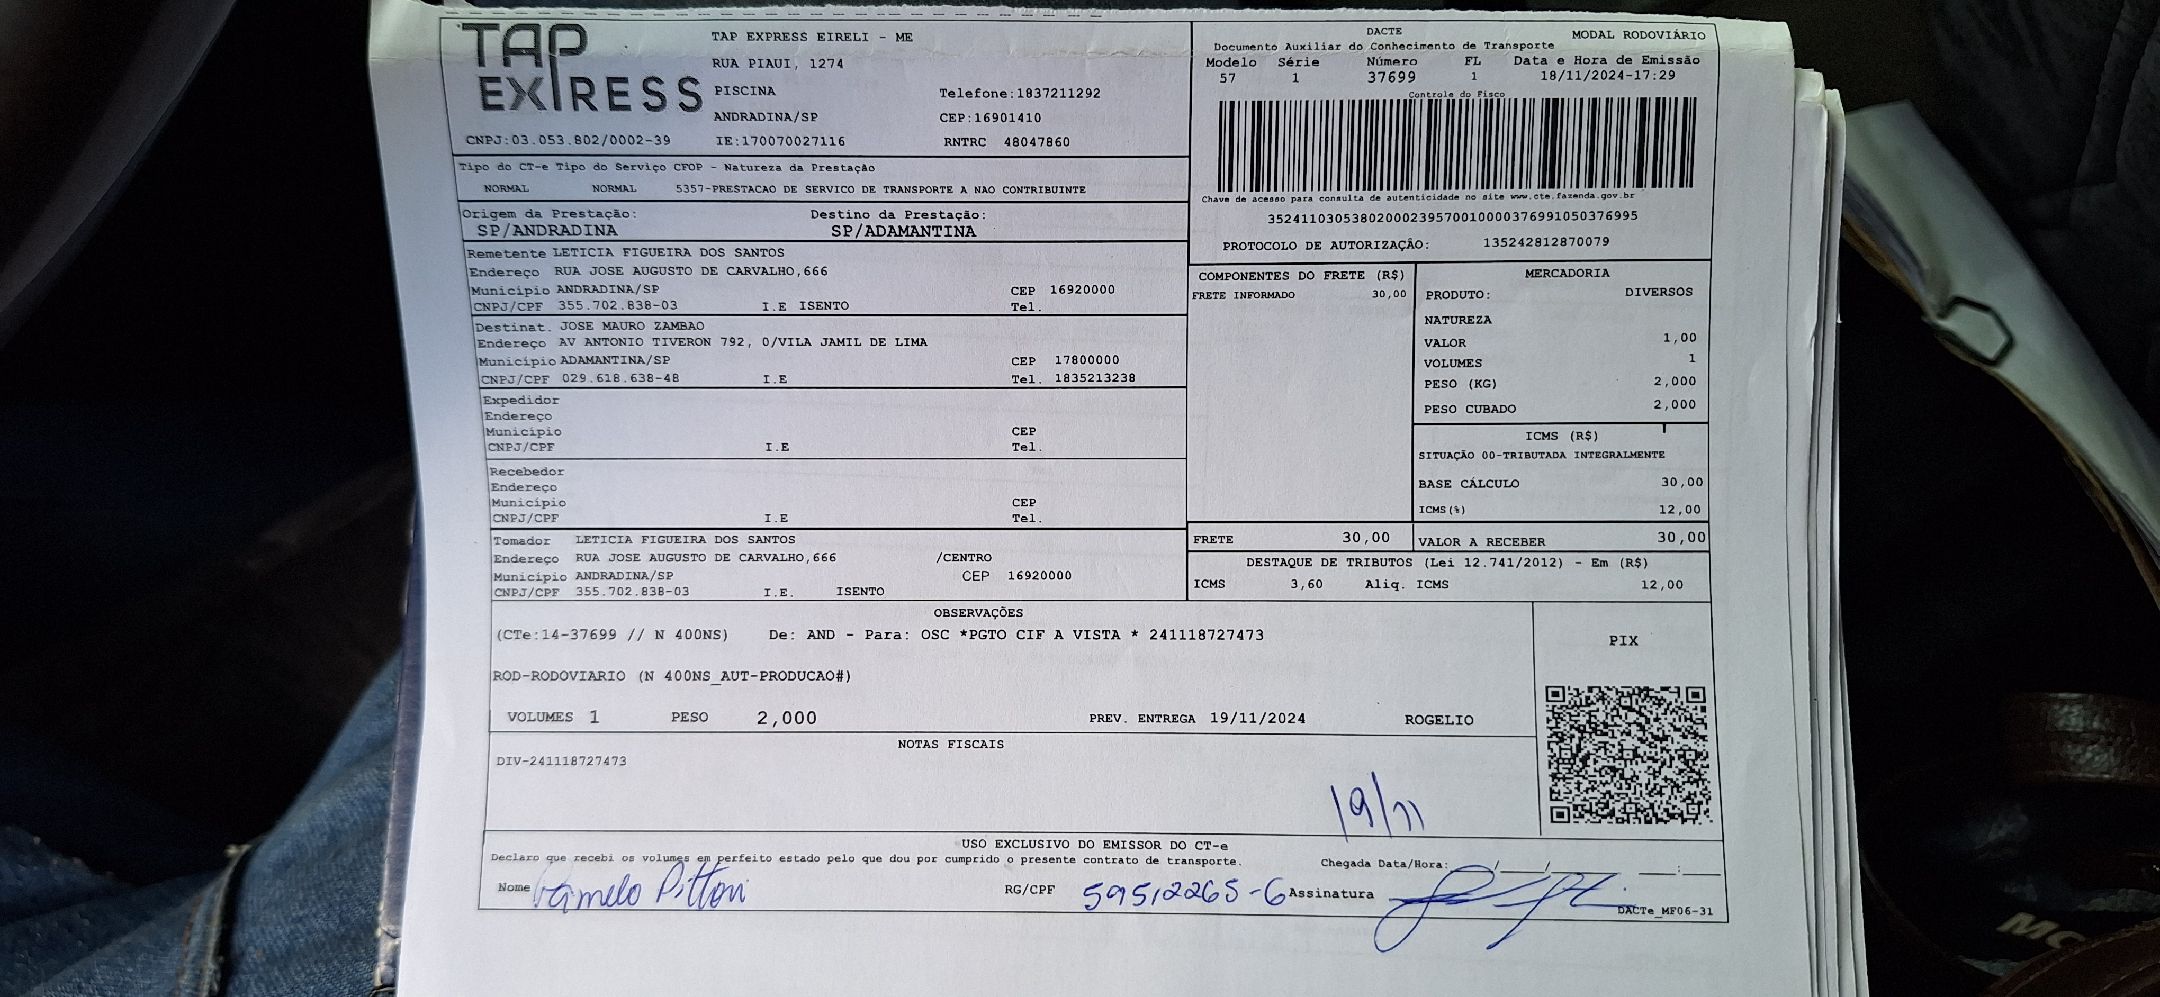 TAP EXPRESS
TAP EXPRESS EIRELI - ME
RUA PIAUI, 1274
PISCINA Telefone:1837211292
ANDRADINA/SP CEP:16901410
CNPJ:03.053.802/0002-39 IE:170070027116 RNTRC 48047860
DACTE
Documento Auxiliar do Conhecimento de Transporte MODAL RODOVIÁRIO
Modelo Série Número FL Data e Hora de Emissão
57 1 37699 1 18/11/2024-17:29
Controle do Fisco
Chave de acesso para consulta de autenticidade no site www.cte.fazenda.gov.br
35241103053802000239570010000376991050376995
PROTOCOLO DE AUTORIZAÇÃO: 135242812870079
Tipo do CT-e Tipo do Serviço CFOP - Natureza da Prestação
NORMAL NORMAL 5357-PRESTACAO DE SERVICO DE TRANSPORTE A NAO CONTRIBUINTE
Origem da Prestação: Destino da Prestação:
SP/ANDRADINA SP/ADAMANTINA
Remetente LETICIA FIGUEIRA DOS SANTOS
Endereço RUA JOSE AUGUSTO DE CARVALHO,666
Município ANDRADINA/SP CEP 16920000
CNPJ/CPF 355.702.838-03 I.E ISENTO Tel.
Destinat. JOSE MAURO ZAMBAO
Endereço AV ANTONIO TIVERON 792, 0/VILA JAMIL DE LIMA
Município ADAMANTINA/SP CEP 17800000
CNPJ/CPF 029.618.638-48 I.E Tel. 1835213238
Expedidor
Endereço
Município CEP
CNPJ/CPF I.E Tel.
Recebedor
Endereço
Município CEP
CNPJ/CPF I.E Tel.
Tomador LETICIA FIGUEIRA DOS SANTOS
Endereço RUA JOSE AUGUSTO DE CARVALHO,666 /CENTRO
Município ANDRADINA/SP CEP 16920000
CNPJ/CPF 355.702.838-03 I.E. ISENTO
COMPONENTES DO FRETE (R$)
FRETE INFORMADO 30,00
MERCADORIA
PRODUTO: DIVERSOS
NATUREZA
VALOR 1,00
VOLUMES 1
PESO (KG) 2,000
PESO CUBADO 2,000
ICMS (R$)
SITUAÇÃO 00-TRIBUTADA INTEGRALMENTE
BASE CÁLCULO 30,00
ICMS(%) 12,00
FRETE 30,00 VALOR A RECEBER 30,00
DESTAQUE DE TRIBUTOS (Lei 12.741/2012) - Em (R$)
ICMS 3,60 Aliq. ICMS 12,00
OBSERVAÇÕES
(CTe:14-37699 // N 400NS) De: AND - Para: OSC *PGTO CIF A VISTA * 241118727473
ROD-RODOVIARIO (N 400NS_AUT-PRODUCAO#)
VOLUMES 1 PESO 2,000 PREV. ENTREGA 19/11/2024 ROGELIO
PIX
NOTAS FISCAIS
DIV-241118727473
19/11
USO EXCLUSIVO DO EMISSOR DO CT-e
Declaro que recebi os volumes em perfeito estado pelo que dou por cumprido o presente contrato de transporte. Chegada Data/Hora: __/__/__ __:__
Nome Pitton RG/CPF 59512265-6 Assinatura
DACTe_MF06-31